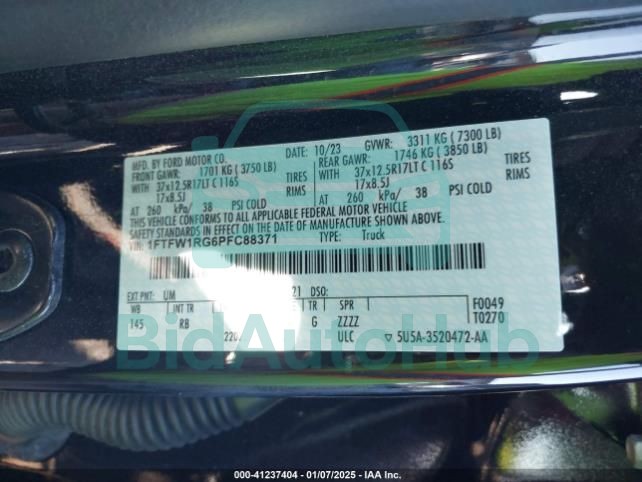 MFD. BY FORD MOTOR CO. DATE: 10/23 GVWR: 3311 KG ( 7300 LB)
FRONT GAWR: 1701 KG ( 3750 LB) REAR GAWR: 1746 KG ( 3850 LB)
WITH 37x12.5R17LT C 116S TIRES WITH 37x12.5R17LT C 116S TIRES
17x8.5J RIMS 17x8.5J RIMS
AT 260 kPa/ 38 PSI COLD AT 260 kPa/ 38 PSI COLD
THIS VEHICLE CONFORMS TO ALL APPLICABLE FEDERAL MOTOR VEHICLE
SAFETY STANDARDS IN EFFECT ON THE DATE OF MANUFACTURE SHOWN ABOVE.
VIN: 1FTFW1RG6PFC88371 TYPE: Truck
EXT PNT: UM 21 DSO:
WB INT TR TR SPR F0049
145 RB G ZZZZ T0270
220 ULC 5U5A-3520472-AA
BidAutoHub
000-41237404 - 01/07/2025 - IAA Inc.